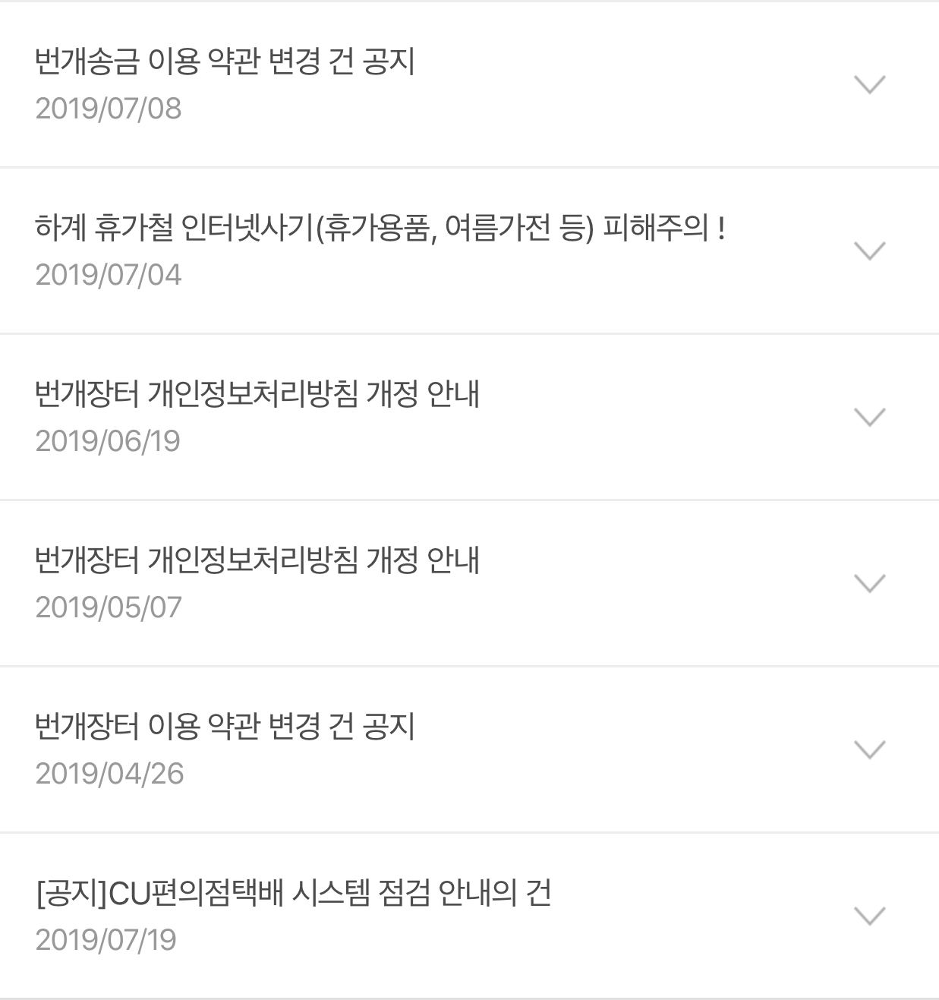 번개송금 이용 약관 변경 건 공지
2019/07/08
하계 휴가철 인터넷사기(휴가용품, 여름가전 등) 피해주의 !
2019/07/04
번개장터 개인정보처리방침 개정 안내
2019/06/19
번개장터 개인정보처리방침 개정 안내
2019/05/07
번개장터 이용 약관 변경 건 공지
2019/04/26
[공지]CU편의점택배 시스템 점검 안내의 건
2019/07/19